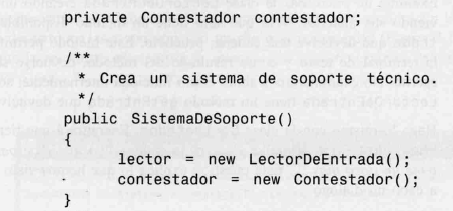 private Contestador contestador;
/**
* Crea un sistema de soporte técnico.
*/
public SistemaDeSoporte()
{
lector = new LectorDeEntrada();
contestador = new Contestador();
}